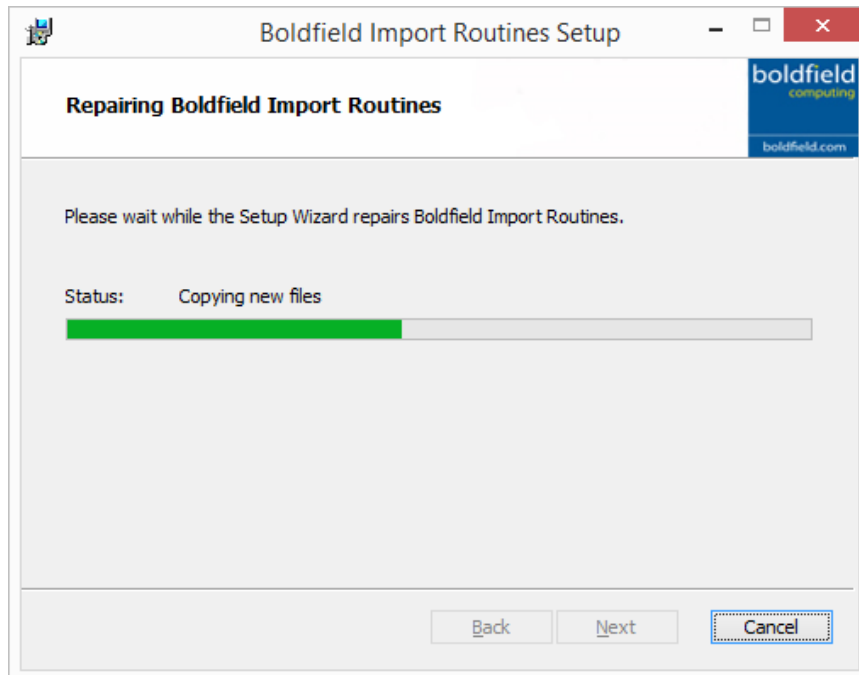 Boldfield Import Routines Setup
boldfield
computing
boldfield.com
Repairing Boldfield Import Routines
Please wait while the Setup Wizard repairs Boldfield Import Routines.
Status: Copying new files
Back Next Cancel